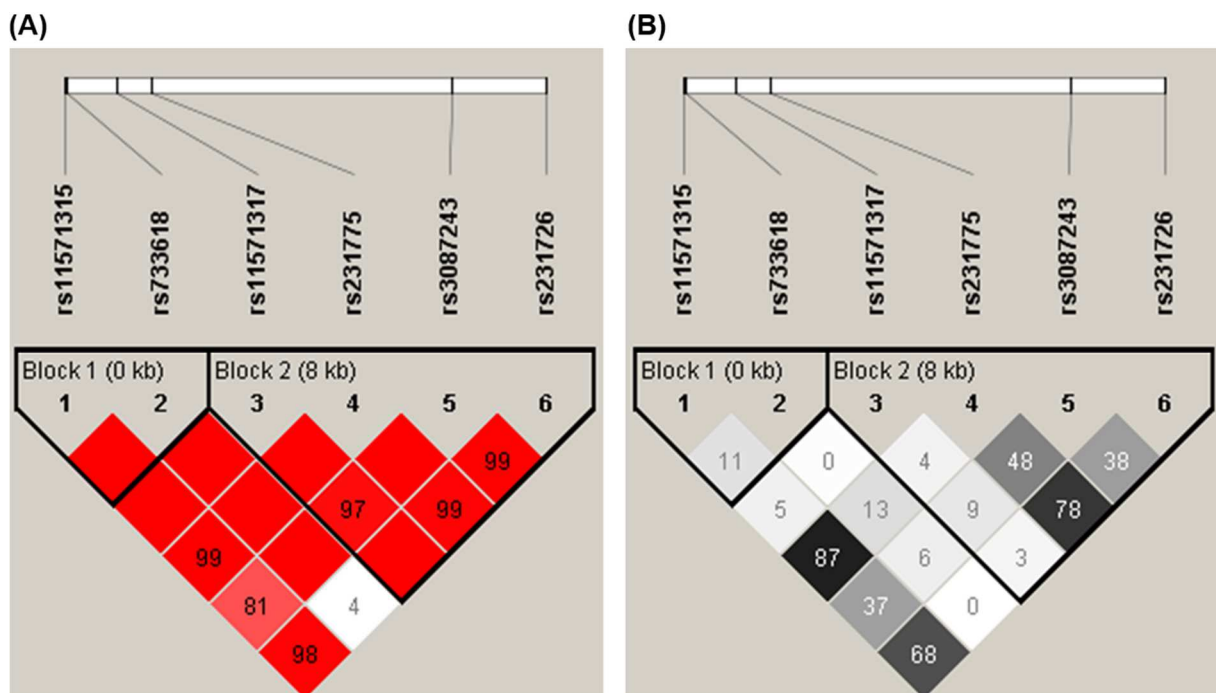 (A)
rs11571315
rs733618
rs11571317
rs231775
rs3087243
rs231726
Block 1 (0 kb)
Block 2 (8 kb)
1 2 3 4 5 6
99
97 99
99
81 4
98
(B)
rs11571315
rs733618
rs11571317
rs231775
rs3087243
rs231726
Block 1 (0 kb)
Block 2 (8 kb)
1 2 3 4 5 6
11 0 4 48 38
5 13 9 78
87 6 3
37 0
68